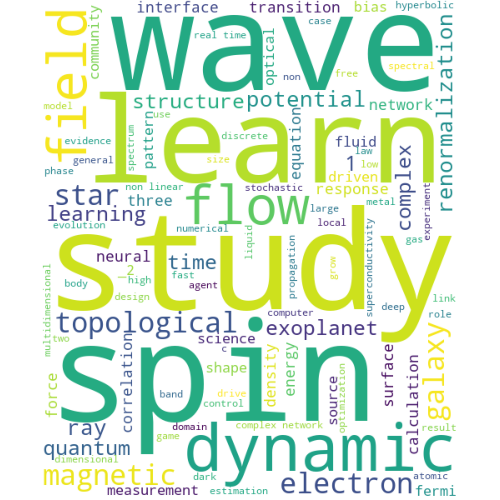 interface transition bias hyperbolic
case
wave
community
field
real time
optical
non
free
spectral
learn
structure potential network
renormalization
model
use
pattern
discrete
equation
fluid
law
complex
evidence
spectrum
general
size
1 driven
low
phase
non linear
stochastic
response
metal
experiment
star
three
flow
large
local
learning
evolution
numerical
gas
study
neural
_2
time
liquid
propagation
grow
superconductivity
body
high
fast
agent
design
deep
link
multidimensional
two
topological
computer
exoplanet
role
science
c
spin
force
correlation
shape
density
energy
source
surface
calculation
galaxy
band
drive
control
optimization
ray
domain
game
complex network
result
quantum
dimensional
dynamic
magnetic
dark
electron
atomic
measurement
estimation
fermi